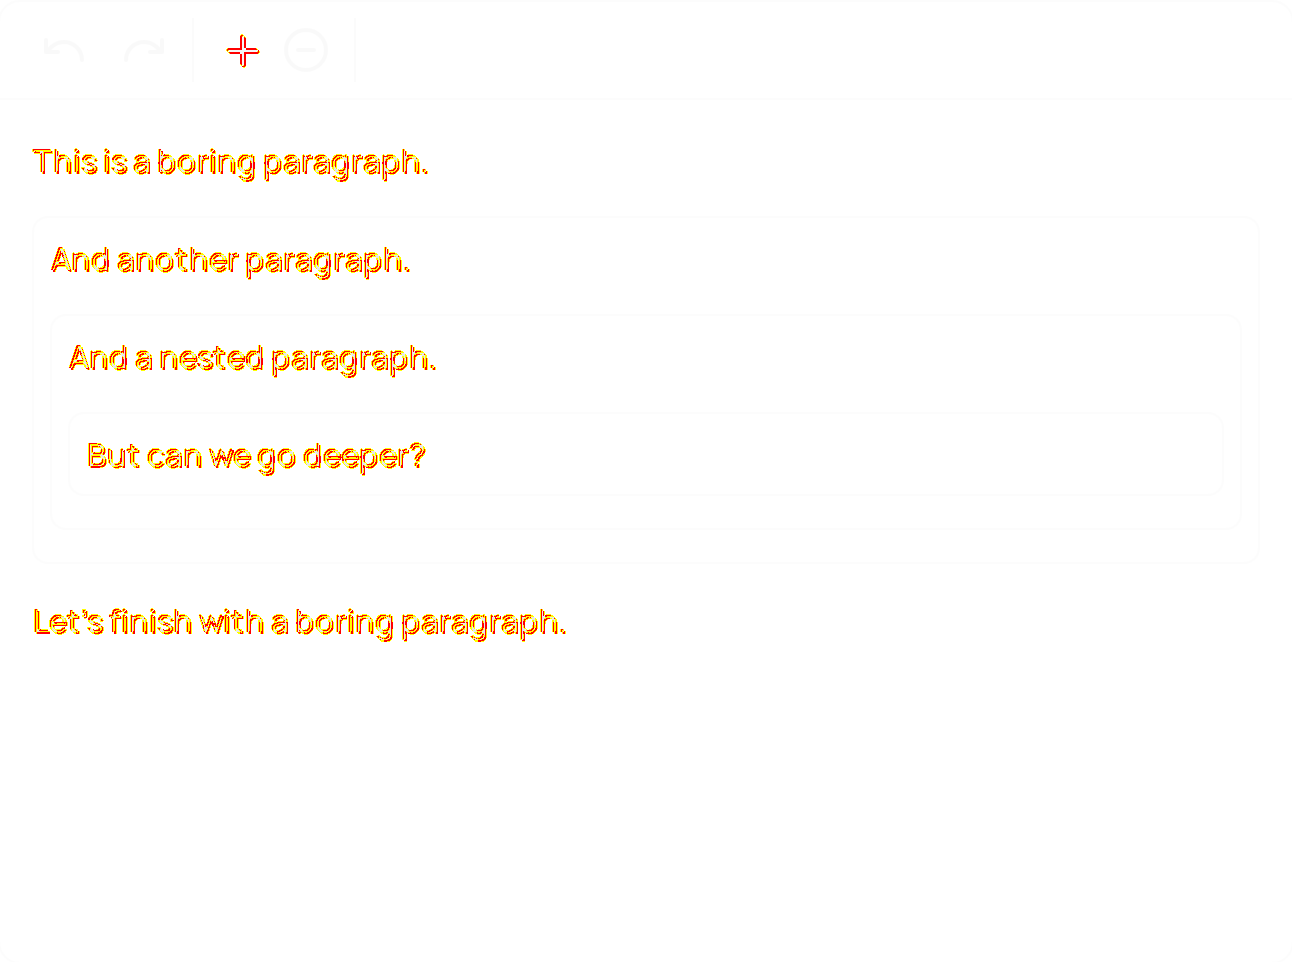 This is a boring paragraph.
And another paragraph.
And a nested paragraph.
But can we go deeper?
Let's finish with a boring paragraph.